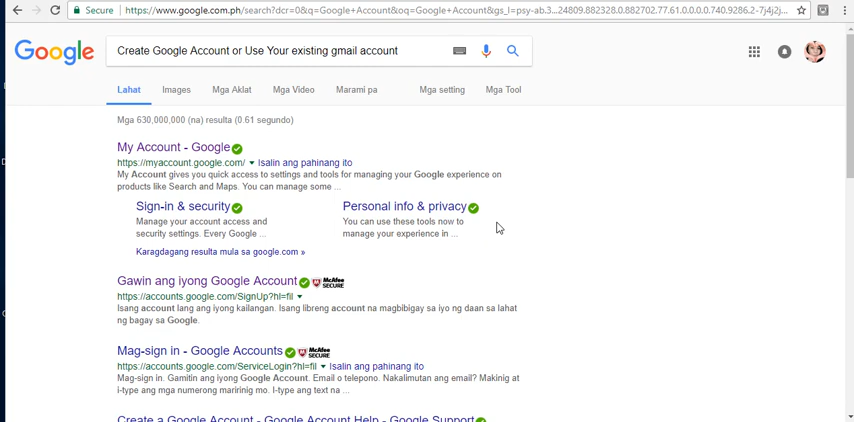 Secure https://www.google.com.ph/search?dcr=0&q=Google+Account&oq=Google+Account&gs_l=psy-ab.3...24809.882328.0.882702.77.61.0.0.0.0.740.9286.2-7j4j2j...
Google
Create Google Account or Use Your existing gmail account
Lahat Images Mga Aklat Mga Video Marami pa Mga setting Mga Tool
Mga 630,000,000 (na) resulta (0.61 segundo)
My Account - Google
https://myaccount.google.com/ Isalin ang pahinang ito
My Account gives you quick access to settings and tools for managing your Google experience on
products like Search and Maps. You can manage some ...
Sign-in & security
Manage your account access and
security settings. Every Google ...
Personal info & privacy
You can use these tools now to
manage your experience in ...
Karagdagang resulta mula sa google.com »
Gawin ang iyong Google Account McAfee SECURE
https://accounts.google.com/SignUp?hl=fil
Isang account lang ang iyong kailangan. Isang libreng account na magbibigay sa iyo ng daan sa lahat
ng bagay sa Google.
Mag-sign in - Google Accounts McAfee SECURE
https://accounts.google.com/ServiceLogin?hl=fil Isalin ang pahinang ito
Mag-sign in. Gamitin ang iyong Google Account. Email o telepono. Nakalimutan ang email? Makinig at
i-type ang mga numerong maririnig mo. I-type ang text na ...
Create a Google Account - Google Account Help - Google Support